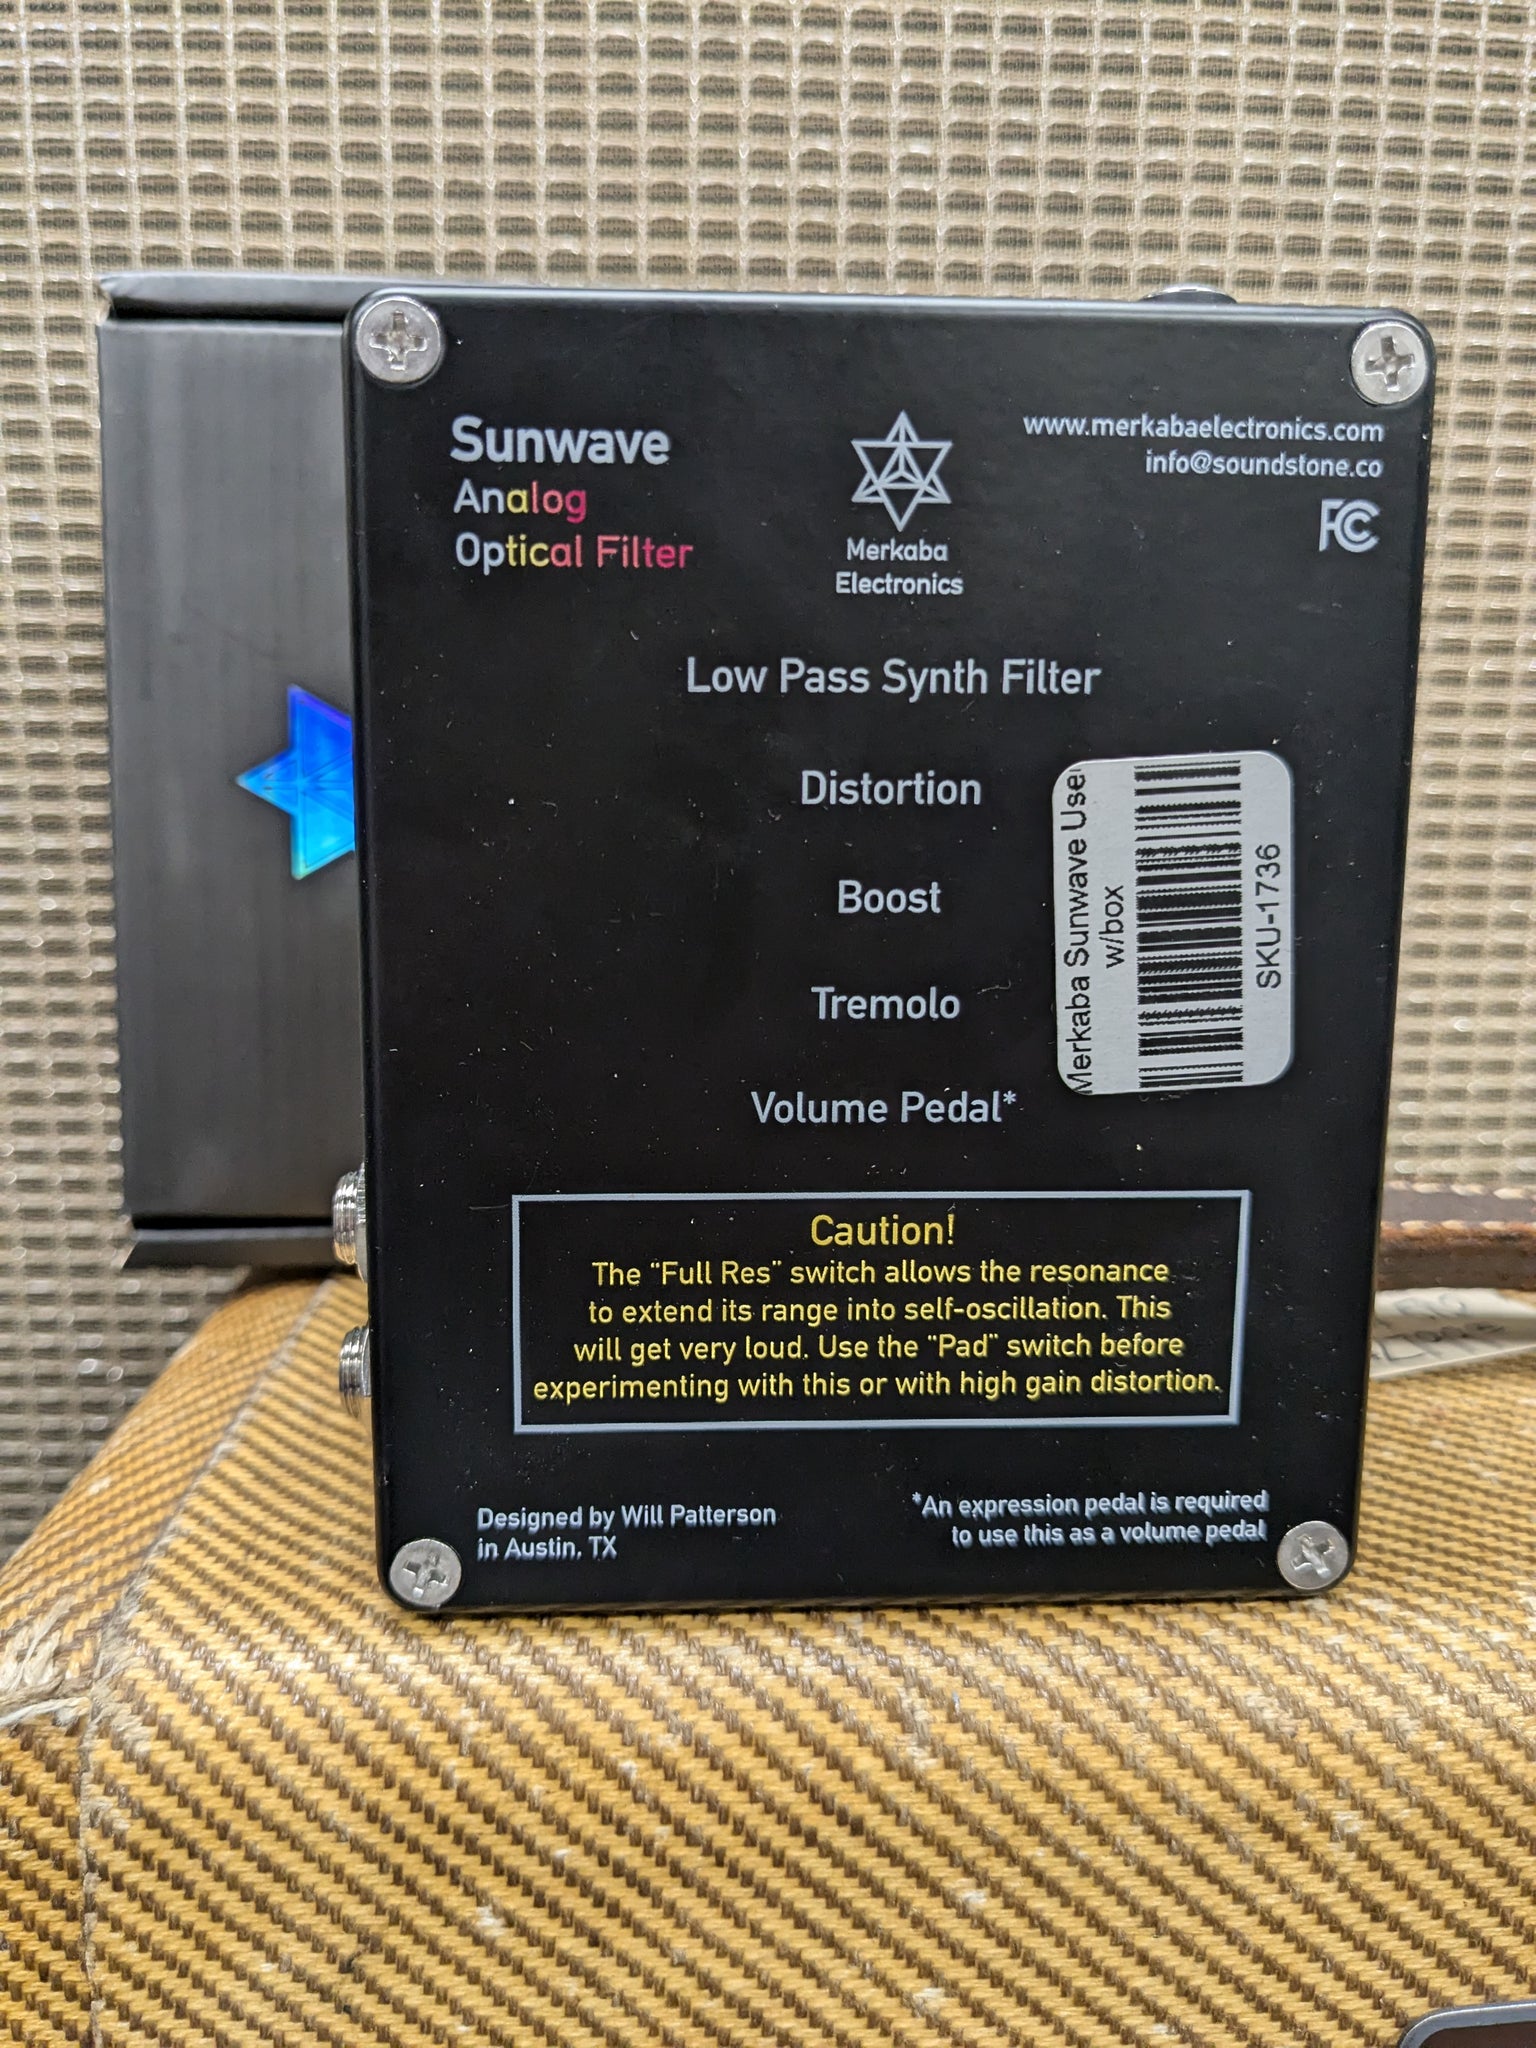 Sunwave
Analog
Optical Filter
Merkaba
Electronics
www.merkabaelectronics.com
info@soundstone.co
FC
Low Pass Synth Filter
Distortion
Boost
Tremolo
Volume Pedal*
Merkaba Sunwave Use
w/box
SKU-1736
Caution!
The "Full Res" switch allows the resonance
to extend its range into self-oscillation. This
will get very loud. Use the "Pad" switch before
experimenting with this or with high gain distortion.
Designed by Will Patterson
in Austin, TX
*An expression pedal is required
to use this as a volume pedal